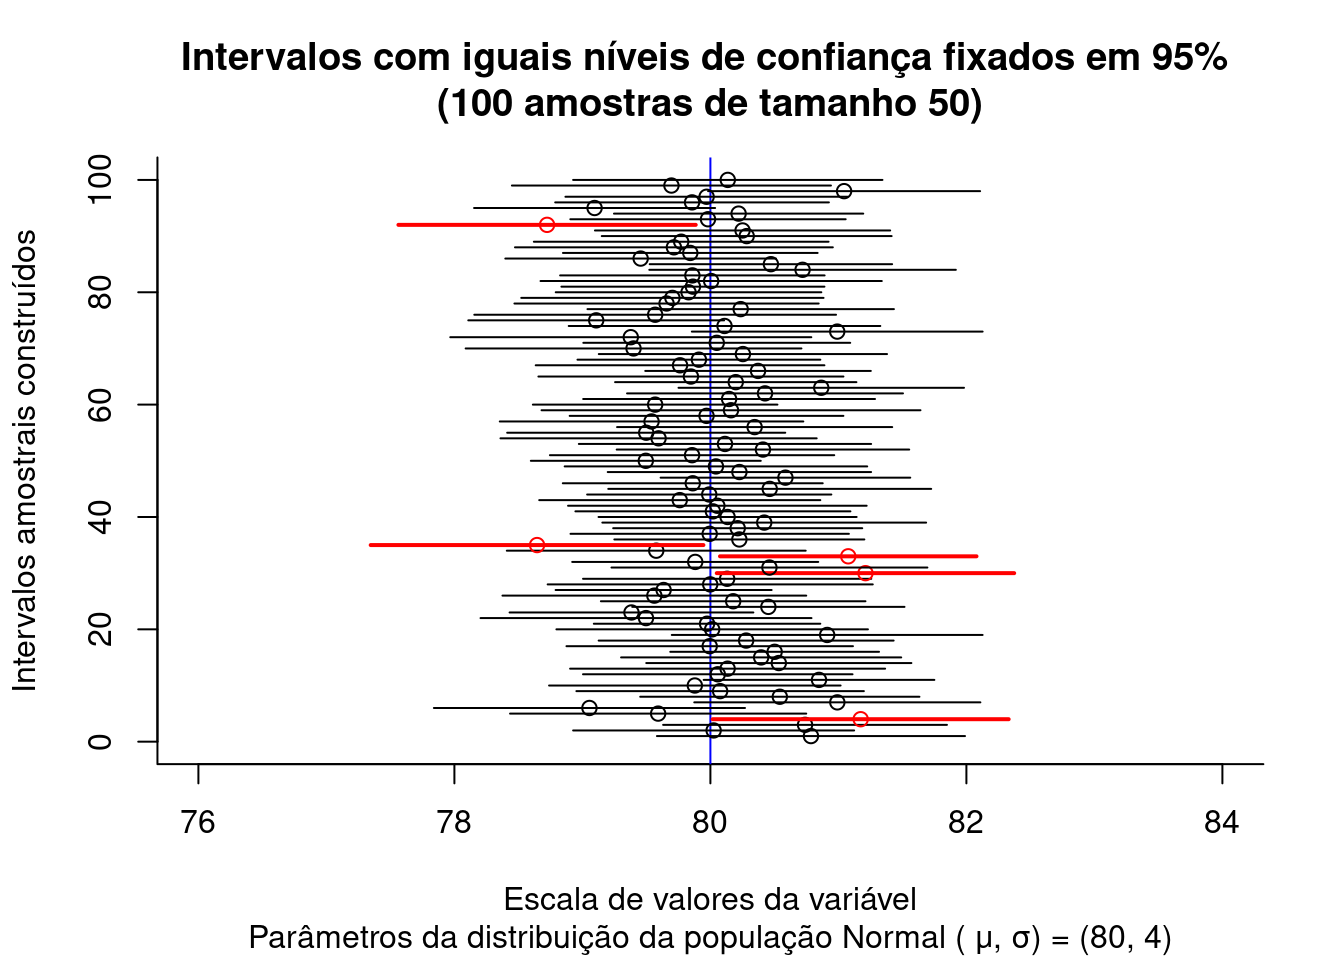 Intervalos com iguais níveis de confiança fixados em 95%
(100 amostras de tamanho 50)
Intervalos amostrais construídos
100
80
60
40
20
0
76 78 80 82 84
Escala de valores da variável
Parâmetros da distribuição da população Normal ( μ, σ) = (80, 4)